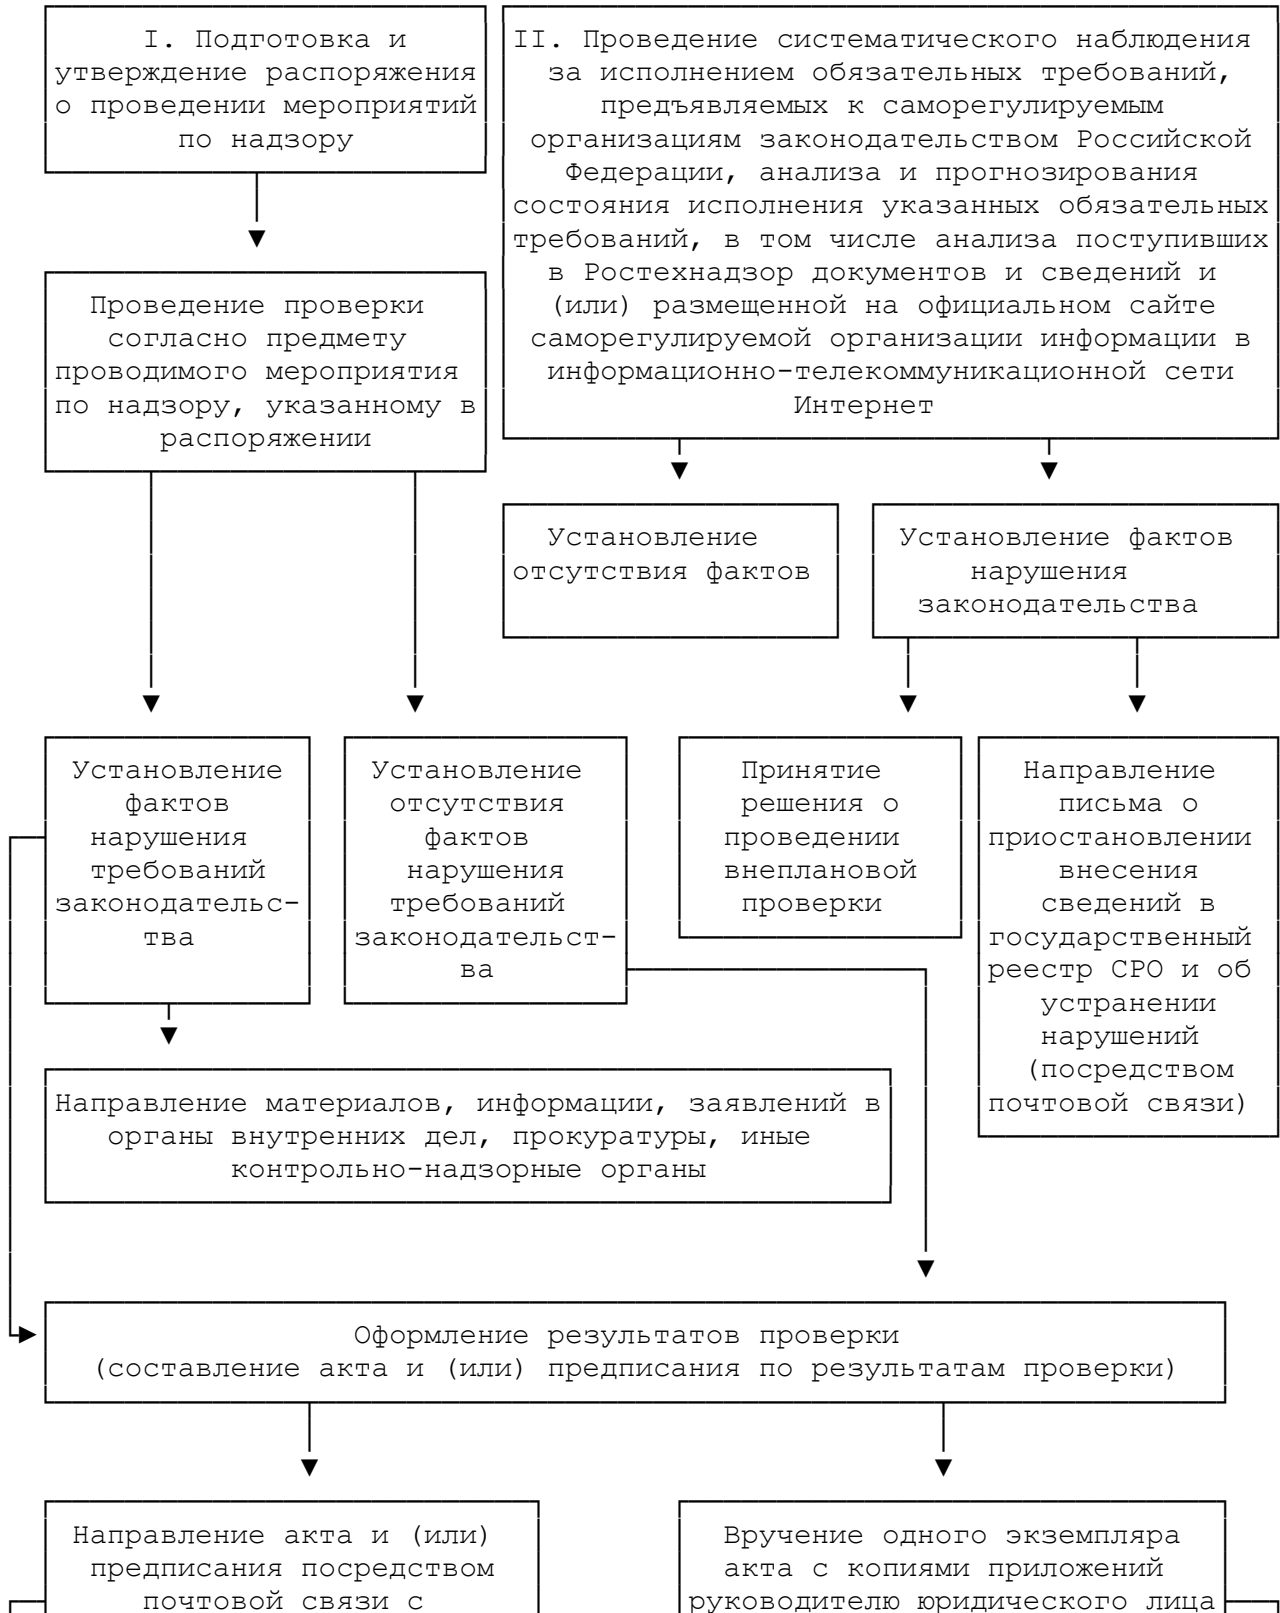 I. Подготовка и
утверждение распоряжения
о проведении мероприятий
по надзору
II. Проведение систематического наблюдения
за исполнением обязательных требований,
предъявляемых к саморегулируемым
организациям законодательством Российской
Федерации, анализа и прогнозирования
состояния исполнения указанных обязательных
требований, в том числе анализа поступивших
в Ростехнадзор документов и сведений и
(или) размещенной на официальном сайте
саморегулируемой организации информации в
информационно-телекоммуникационной сети
Интернет
Проведение проверки
согласно предмету
проводимого мероприятия
по надзору, указанному в
распоряжении
Установление
отсутствия фактов
Установление фактов
нарушения
законодательства
Установление
фактов
нарушения
требований
законодательс-
тва
Установление
отсутствия
фактов
нарушения
требований
законодательст-
ва
Принятие
решения о
проведении
внеплановой
проверки
Направление
письма о
приостановлении
внесения
сведений в
государственный
реестр СРО и об
устранении
нарушений
(посредством
почтовой связи)
Направление материалов, информации, заявлений в
органы внутренних дел, прокуратуры, иные
контрольно-надзорные органы
Оформление результатов проверки
(составление акта и (или) предписания по результатам проверки)
Направление акта и (или)
предписания посредством
почтовой связи с
Вручение одного экземпляра
акта с копиями приложений
руководителю юридического лица